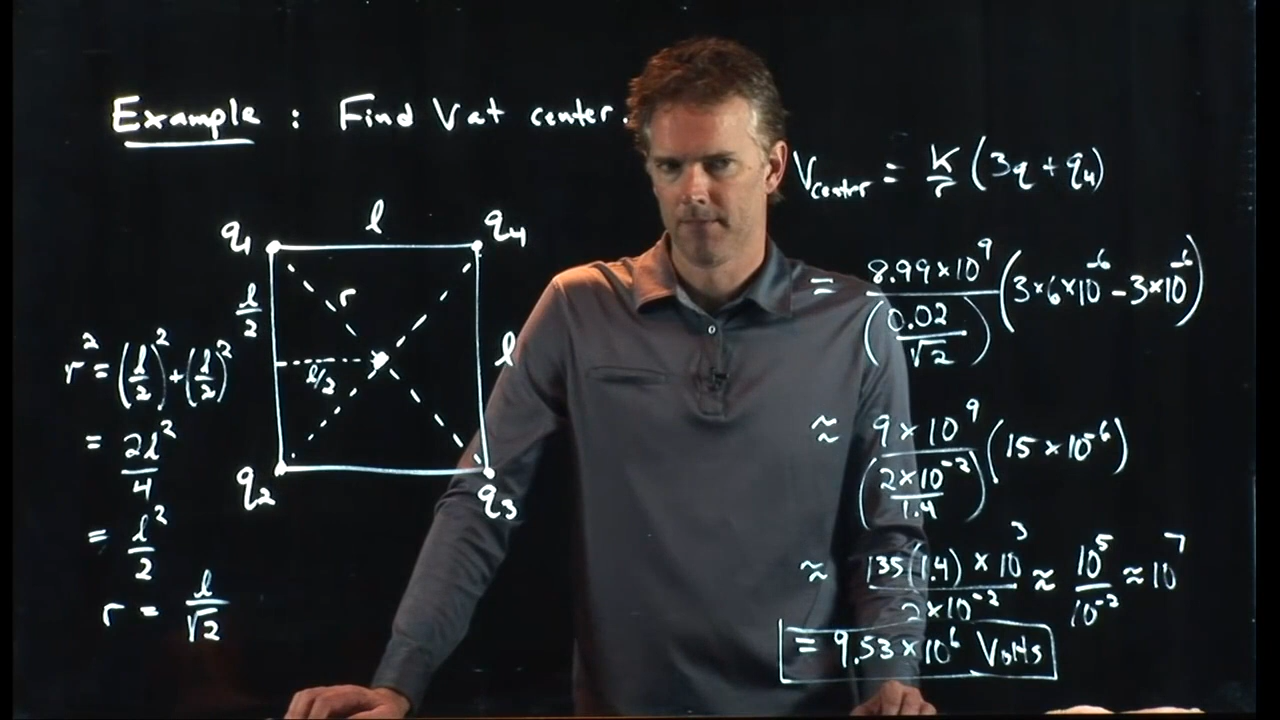 Example : Find V at center.
q₁ l q₄
l/2 r l
l/2
q₂ q₃
r² = (l/2)² + (l/2)²
= 2l²/4
= l²/2
r = l/√2
V_center = k/r (3q + q₄)
= 8.99×10⁹/(0.02/√2) (3×6×10⁻⁶ - 3×10⁻⁶)
≈ 9×10⁹/(2×10⁻²/1.4) (15×10⁻⁶)
≈ 135(1.4)×10³/2×10⁻² ≈ 10⁵/10⁻² ≈ 10⁷
= 9.53×10⁶ Volts